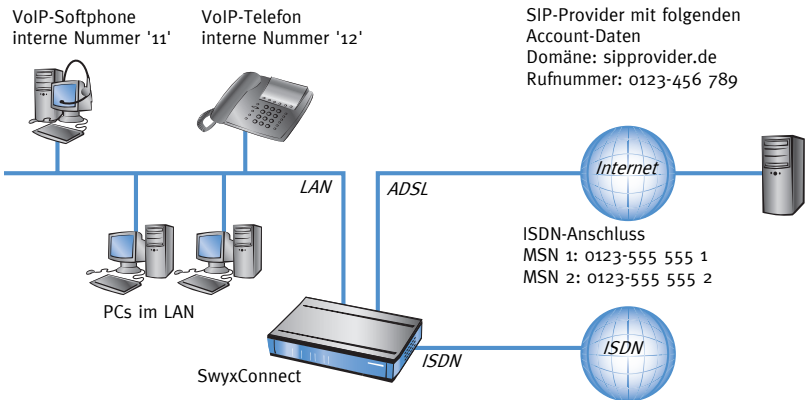 VoIP-Softphone
interne Nummer '11'
VoIP-Telefon
interne Nummer '12'
SIP-Provider mit folgenden
Account-Daten
Domäne: sipprovider.de
Rufnummer: 0123-456 789
LAN
ADSL
Internet
PCs im LAN
ISDN-Anschluss
MSN 1: 0123-555 555 1
MSN 2: 0123-555 555 2
SwyxConnect
ISDN
ISDN